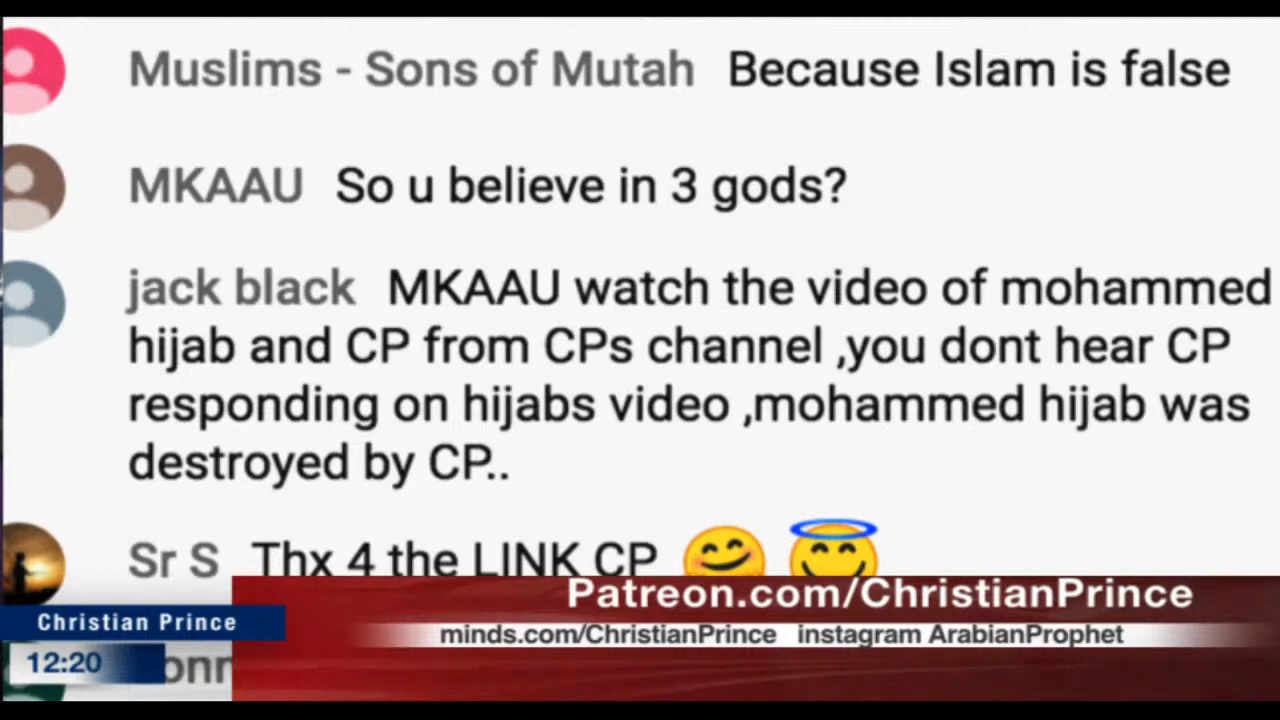 Muslims - Sons of Mutah Because Islam is false
MKAAU So u believe in 3 gods?
jack black MKAAU watch the video of mohammed
hijab and CP from CPs channel ,you dont hear CP
responding on hijabs video ,mohammed hijab was
destroyed by CP..
Sr S Thx 4 the LINK CP
Patreon.com/ChristianPrince
Christian Prince
minds.com/ChristianPrince instagram ArabianProphet
12:20